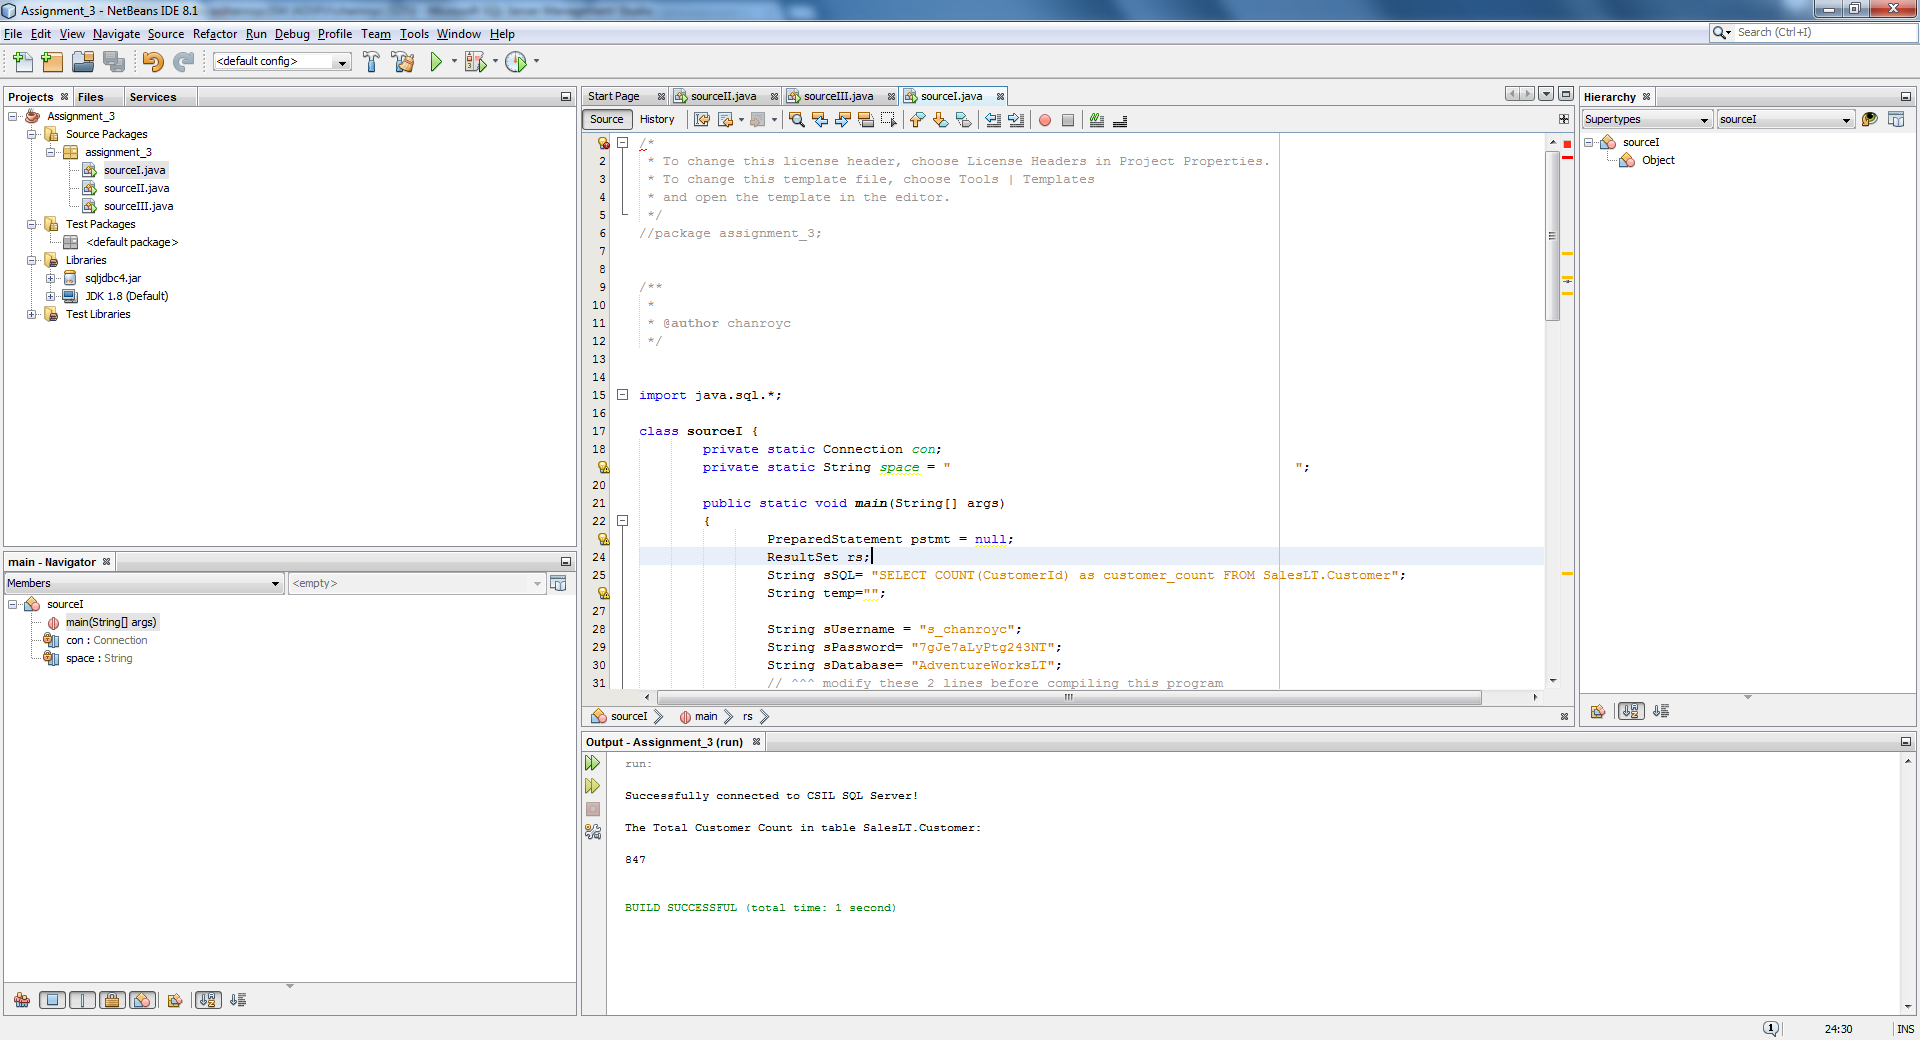 Assignment_3 - NetBeans IDE 8.1
File Edit View Navigate Source Refactor Run Debug Profile Team Tools Window Help
Search (Ctrl+I)
<default config>
Projects Files Services
Assignment_3
Source Packages
assignment_3
sourceI.java
sourceII.java
sourceIII.java
Test Packages
<default package>
Libraries
sqljdbc4.jar
JDK 1.8 (Default)
Test Libraries
main - Navigator
Members <empty>
sourceI
main(String[] args)
con : Connection
space : String
Start Page sourceII.java sourceIII.java sourceI.java
Source History
/*
2 * To change this license header, choose License Headers in Project Properties.
3 * To change this template file, choose Tools | Templates
4 * and open the template in the editor.
5 */
6 //package assignment_3;
7
8
9 /**
10 *
11 * @author chanroyc
12 */
13
14
15 import java.sql.*;
16
17 class sourceI {
18 private static Connection con;
private static String space = " ";
20
21 public static void main(String[] args)
22 {
PreparedStatement pstmt = null;
24 ResultSet rs;
25 String sSQL= "SELECT COUNT(CustomerId) as customer_count FROM SalesLT.Customer";
String temp="";
27
28 String sUsername = "s_chanroyc";
29 String sPassword= "7gJe7aLyPtg243NT";
30 String sDatabase= "AdventureWorksLT";
31 // ^^^ modify these 2 lines before compiling this program
sourceI main rs
Hierarchy
Supertypes sourceI
sourceI
Object
Output - Assignment_3 (run)
run:
Successfully connected to CSIL SQL Server!
The Total Customer Count in table SalesLT.Customer:
847
BUILD SUCCESSFUL (total time: 1 second)
1 24:30 INS